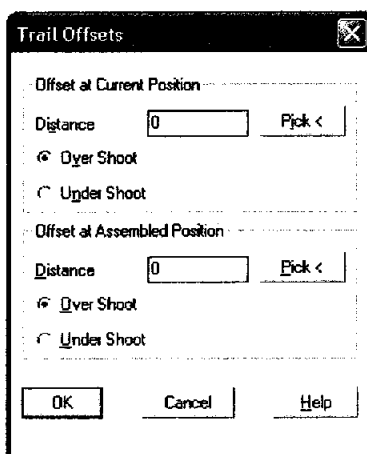 Trail Offsets
Offset at Current Position
Distance 0 Pick <
Over Shoot
Under Shoot
Offset at Assembled Position
Distance 0 Pick <
Over Shoot
Under Shoot
OK Cancel Help